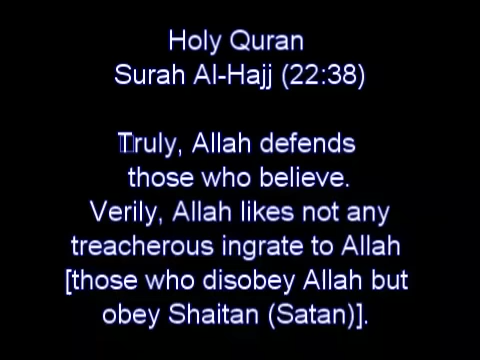 Holy Quran
Surah Al-Hajj (22:38)
Truly, Allah defends
those who believe.
Verily, Allah likes not any
treacherous ingrate to Allah
[those who disobey Allah but
obey Shaitan (Satan)].